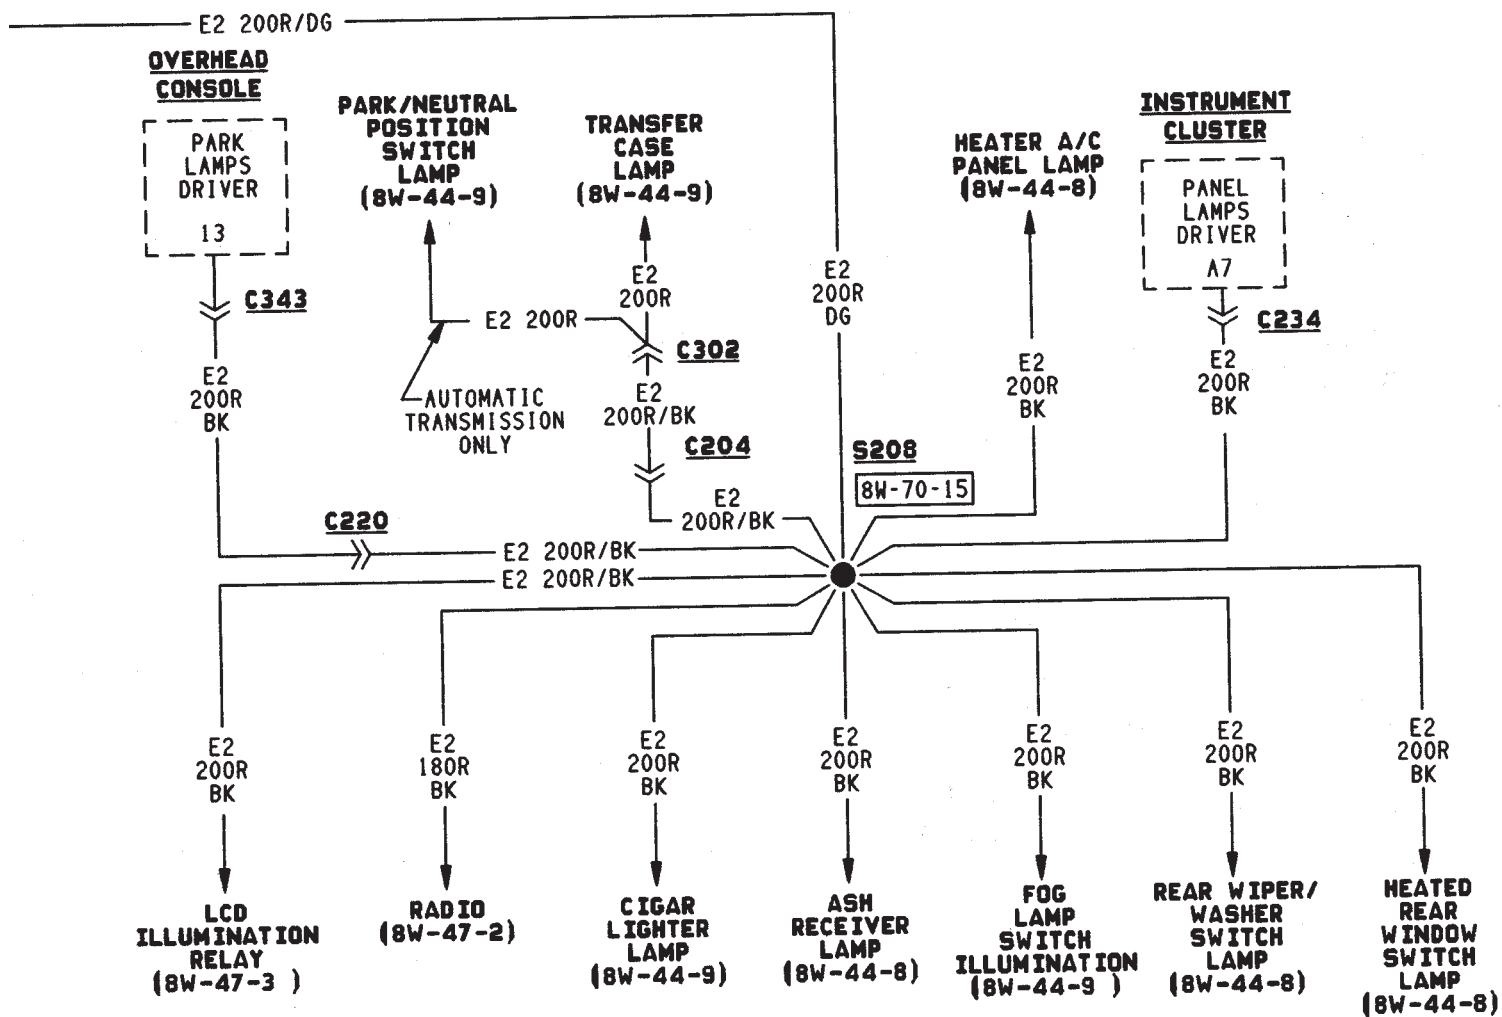 E2 200R/DG
OVERHEAD
CONSOLE
PARK
LAMPS
DRIVER
13
C343
E2
200R
BK
PARK/NEUTRAL
POSITION
SWITCH
LAMP
(8W-44-9)
TRANSFER
CASE
LAMP
(8W-44-9)
E2
200R
E2 200R
C302
AUTOMATIC
TRANSMISSION
ONLY
E2
200R/BK
C204
E2
200R/BK
E2
200R
DG
HEATER A/C
PANEL LAMP
(8W-44-8)
E2
200R
BK
INSTRUMENT
CLUSTER
PANEL
LAMPS
DRIVER
A7
C234
E2
200R
BK
S208
8W-70-15
C220
E2 200R/BK
E2 200R/BK
E2
200R
BK
E2
180R
BK
E2
200R
BK
E2
200R
BK
E2
200R
BK
E2
200R
BK
E2
200R
BK
LCD
ILLUMINATION
RELAY
(8W-47-3 )
RADIO
(8W-47-2)
CIGAR
LIGHTER
LAMP
(8W-44-9)
ASH
RECEIVER
LAMP
(8W-44-8)
FOG
LAMP
SWITCH
ILLUMINATION
(8W-44-9 )
REAR WIPER/
WASHER
SWITCH
LAMP
(8W-44-8)
HEATED
REAR
WINDOW
SWITCH
LAMP
(8W-44-8)